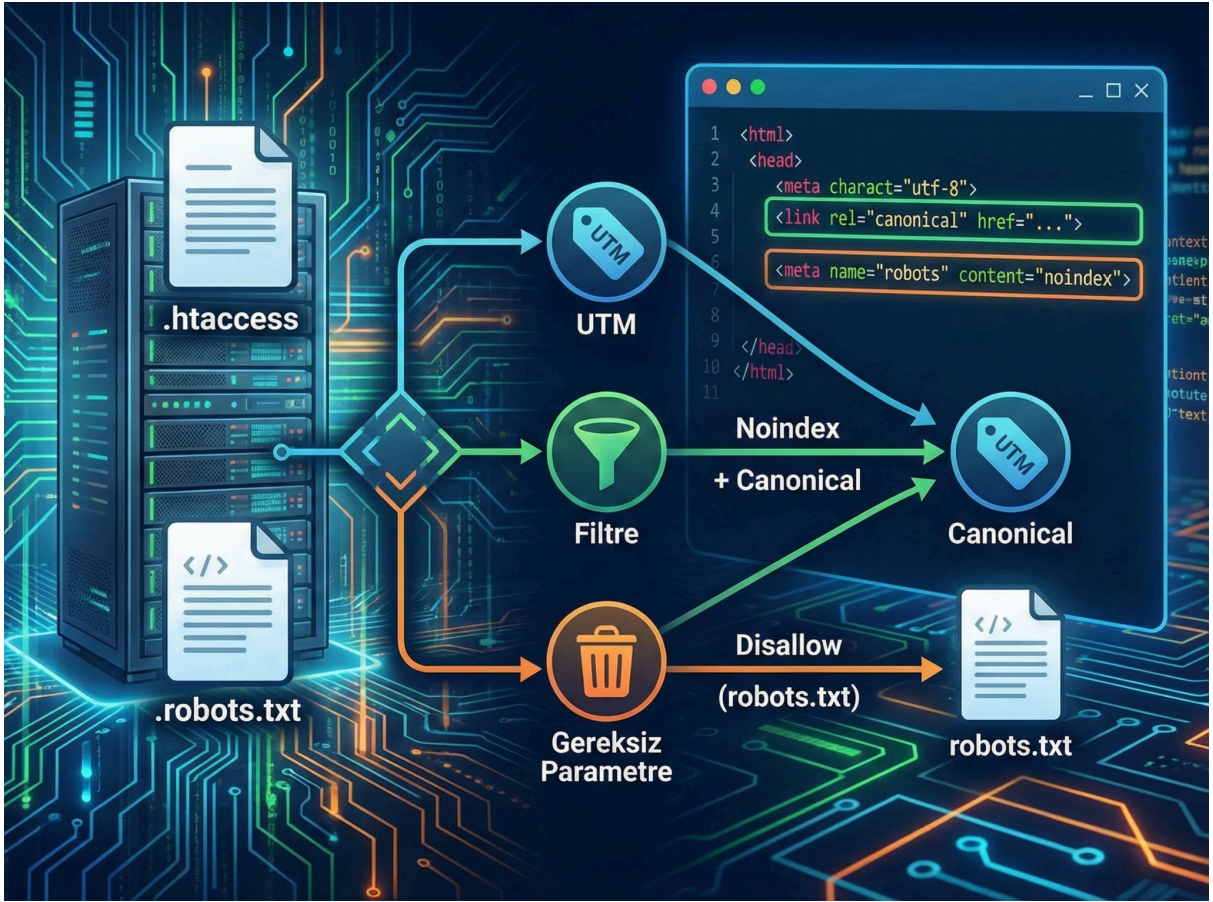 .htaccess
.robots.txt
UTM
UTM
Filtre
Gereksiz
Parametre
1 <html>
2 <head>
3 <meta charact="utf-8">
4 <link rel="canonical" href="...">
5
6 <meta name="robots" content="noindex">
8
9 </head>
10 </html>
11
Noindex
+ Canonical
UTM
Canonical
Disallow
(robots.txt)
</>
robots.txt
</>